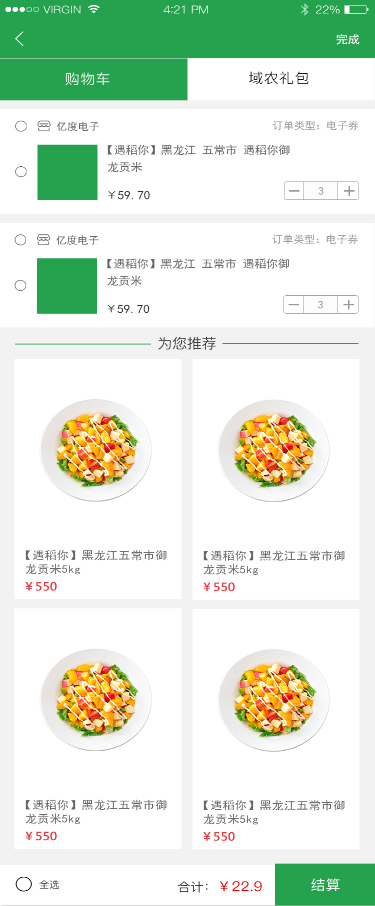 VIRGIN 4:21 PM 22%
完成
购物车 域农礼包
亿度电子 订单类型：电子券
【遇稻你】黑龙江 五常市 遇稻你御
龙贡米
￥59.70 3
亿度电子 订单类型：电子券
【遇稻你】黑龙江 五常市 遇稻你御
龙贡米
￥59.70 3
为您推荐
【遇稻你】黑龙江五常市御
龙贡米5kg
￥550
【遇稻你】黑龙江五常市御
龙贡米5kg
￥550
【遇稻你】黑龙江五常市御
龙贡米5kg
￥550
【遇稻你】黑龙江五常市御
龙贡米5kg
￥550
全选 合计：￥22.9 结算